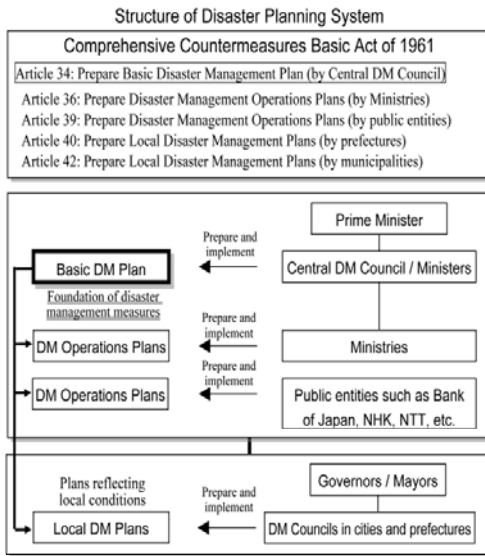 Structure of Disaster Planning System
Comprehensive Countermeasures Basic Act of 1961
Article 34: Prepare Basic Disaster Management Plan (by Central DM Council)
Article 36: Prepare Disaster Management Operations Plans (by Ministries)
Article 39: Prepare Disaster Management Operations Plans (by public entities)
Article 40: Prepare Local Disaster Management Plans (by prefectures)
Article 42: Prepare Local Disaster Management Plans (by municipalities)
Prime Minister
Prepare and
implement
Basic DM Plan
Central DM Council / Ministers
Foundation of disaster
management measures
Prepare and
implement
DM Operations Plans
Ministries
Prepare and
implement
DM Operations Plans
Public entities such as Bank
of Japan, NHK, NTT, etc.
Plans reflecting
local conditions
Governors / Mayors
Prepare and
implement
Local DM Plans
DM Councils in cities and prefectures